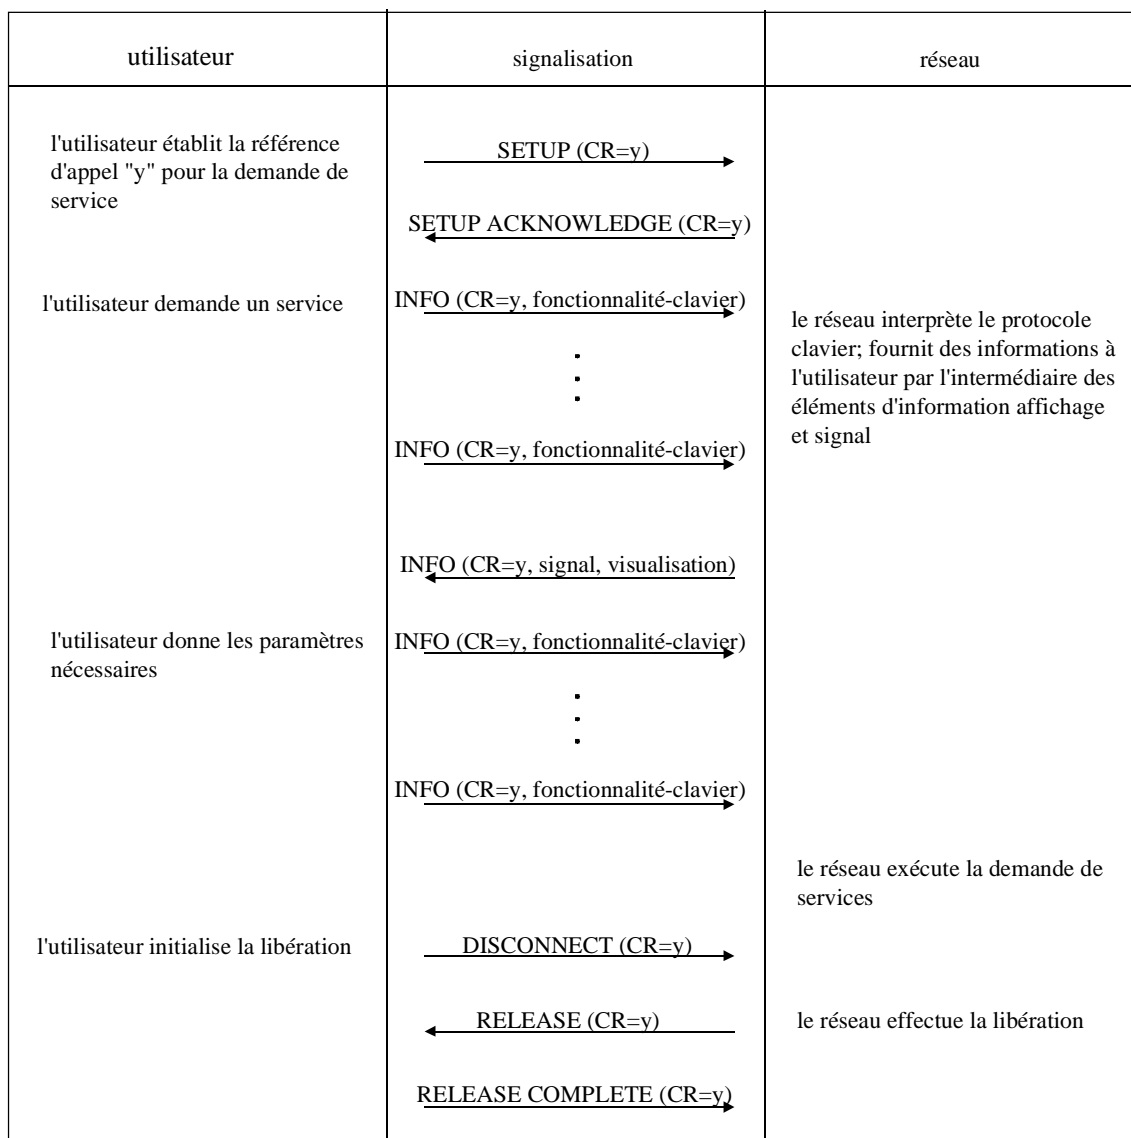 utilisateur
signalisation
réseau
l'utilisateur établit la référence
d'appel "y" pour la demande de
service
SETUP (CR=y)
SETUP ACKNOWLEDGE (CR=y)
l'utilisateur demande un service
INFO (CR=y, fonctionnalité-clavier)
le réseau interprète le protocole
clavier; fournit des informations à
l'utilisateur par l'intermédiaire des
éléments d'information affichage
et signal
INFO (CR=y, fonctionnalité-clavier)
INFO (CR=y, signal, visualisation)
l'utilisateur donne les paramètres
nécessaires
INFO (CR=y, fonctionnalité-clavier)
INFO (CR=y, fonctionnalité-clavier)
le réseau exécute la demande de
services
l'utilisateur initialise la libération
DISCONNECT (CR=y)
RELEASE (CR=y)
le réseau effectue la libération
RELEASE COMPLETE (CR=y)